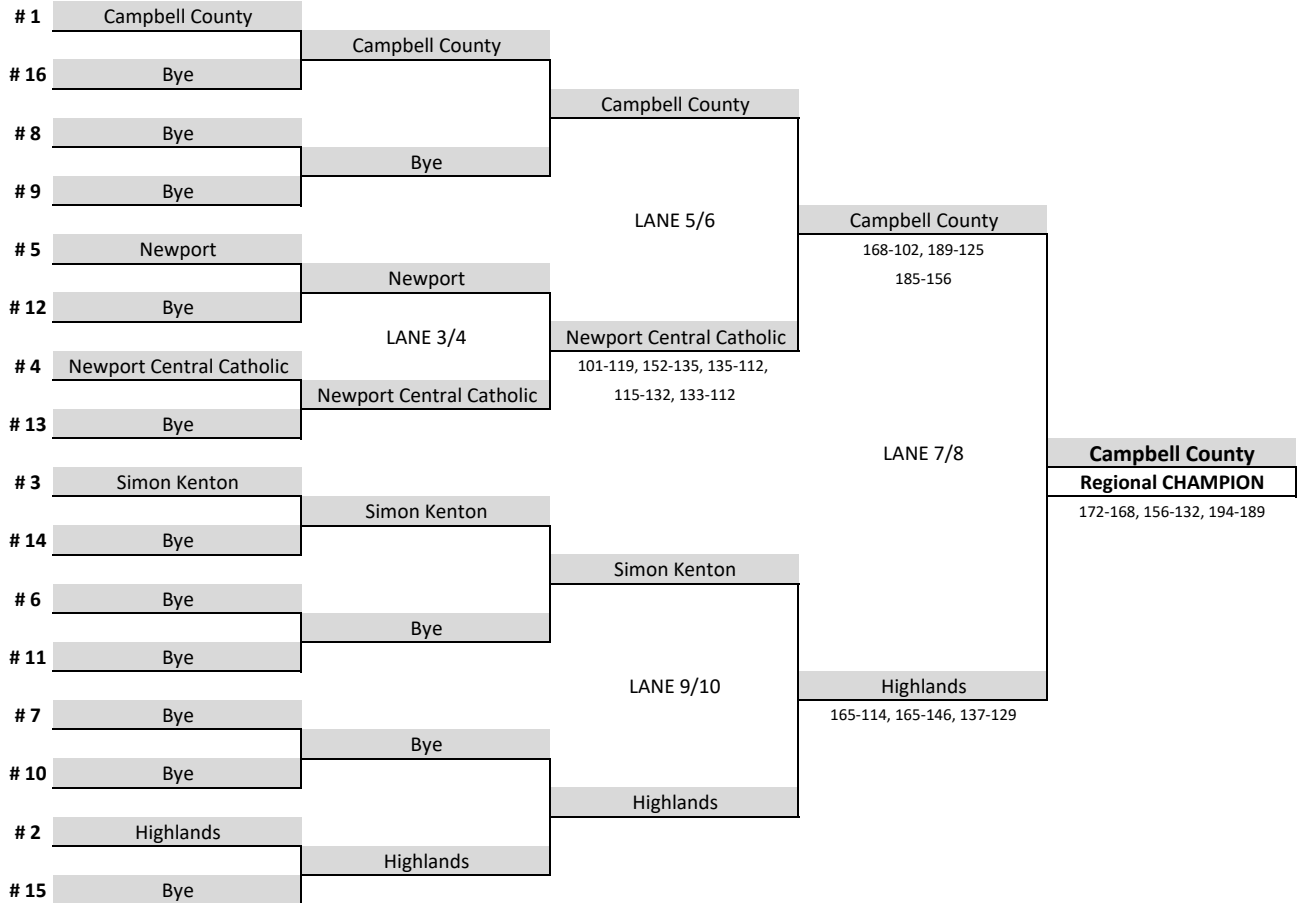 # 1 Campbell County
Campbell County
# 16 Bye
Campbell County
# 8 Bye
Bye
# 9 Bye
LANE 5/6
Campbell County
168-102, 189-125
185-156
# 5 Newport
Newport
# 12 Bye
LANE 3/4
Newport Central Catholic
101-119, 152-135, 135-112,
115-132, 133-112
# 4 Newport Central Catholic
Newport Central Catholic
# 13 Bye
LANE 7/8
Campbell County
Regional CHAMPION
172-168, 156-132, 194-189
# 3 Simon Kenton
Simon Kenton
# 14 Bye
Simon Kenton
# 6 Bye
Bye
# 11 Bye
LANE 9/10
Highlands
165-114, 165-146, 137-129
# 7 Bye
Bye
# 10 Bye
Highlands
# 2 Highlands
Highlands
# 15 Bye